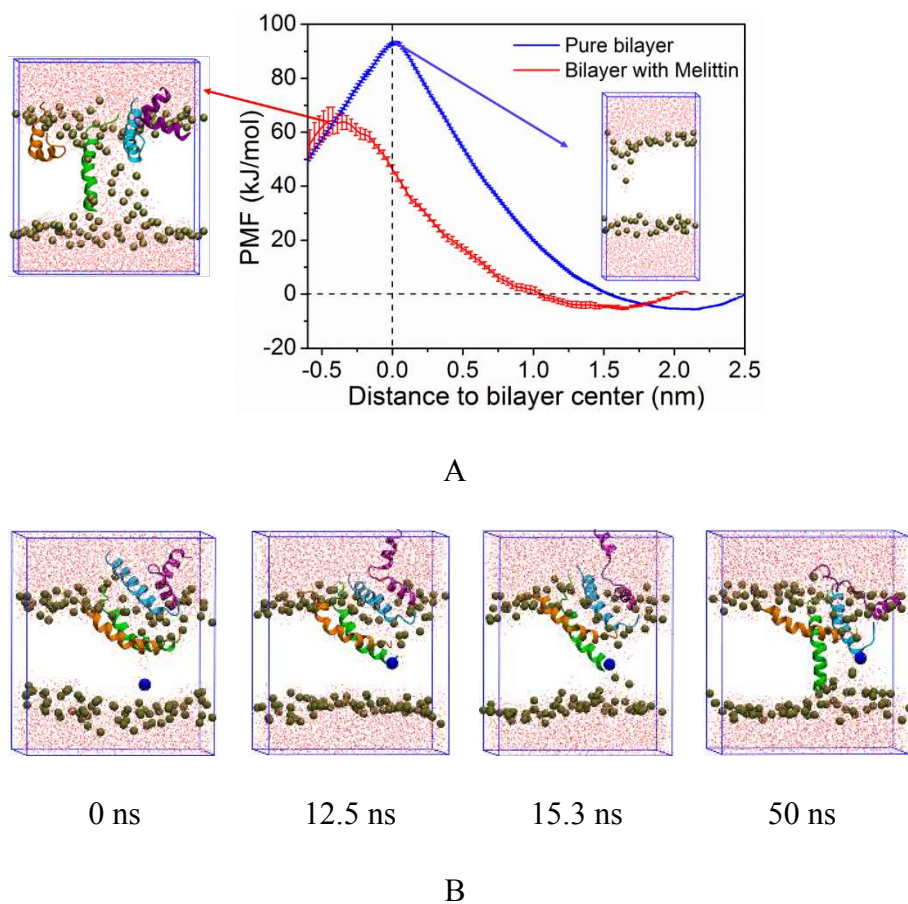 100
80
60
40
20
0
-20
PMF (kJ/mol)
Pure bilayer
Bilayer with Melittin
-0.5 0.0 0.5 1.0 1.5 2.0 2.5
Distance to bilayer center (nm)
A
0 ns 12.5 ns 15.3 ns 50 ns
B